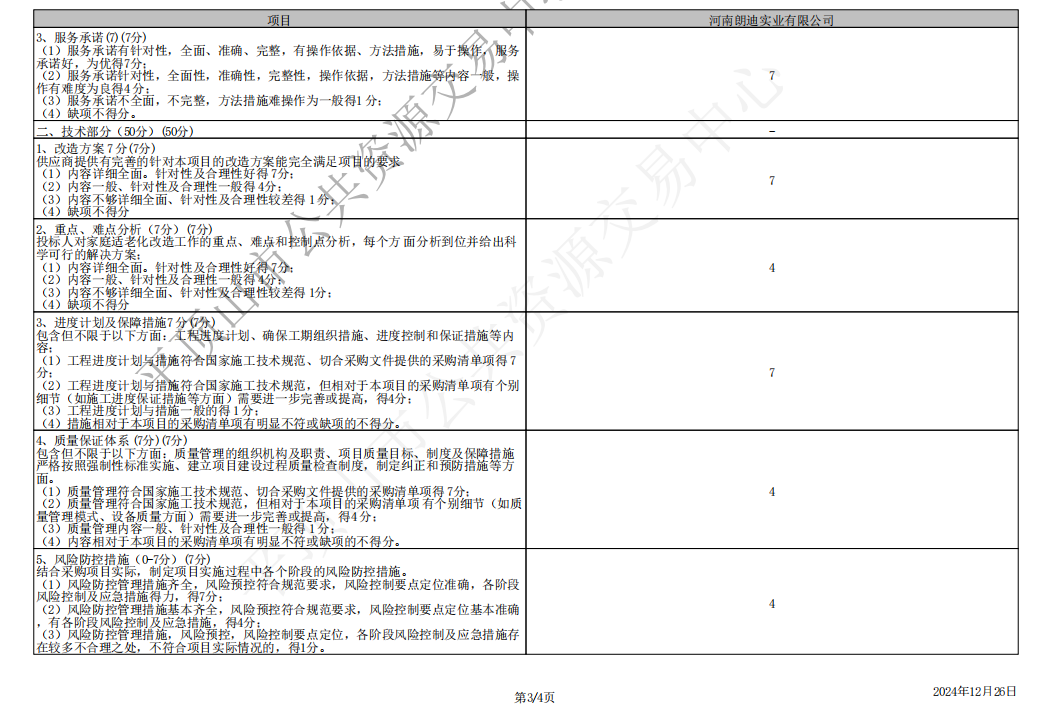 项目 河南朗迪实业有限公司
3、服务承诺(7)(7分)
（1）服务承诺有针对性，全面、准确、完整，有操作依据、方法措施，易于操作，服务
承诺好，为优得7分；
（2）服务承诺针对性，全面性，准确性，完整性，操作依据，方法措施等内容一般，操
作有难度为良得4分；
（3）服务承诺不全面，不完整，方法措施难操作为一般得1 分；
（4）缺项不得分。
7
二、技术部分（50分）(50分)
-
1、改造方案 7 分(7分)
供应商提供有完善的针对本项目的改造方案能完全满足项目的要求
（1）内容详细全面。针对性及合理性好得 7分；
（2）内容一般、针对性及合理性一般得 4分；
（3）内容不够详细全面、针对性及合理性较差得 1分；
（4）缺项不得分
7
2、重点、难点分析（7分）(7分)
投标人对家庭适老化改造工作的重点、难点和控制点分析，每个方 面分析到位并给出科
学可行的解决方案；
（1）内容详细全面。针对性及合理性好得 7分；
（2）内容一般、针对性及合理性一般得 4分；
（3）内容不够详细全面、针对性及合理性较差得 1分；
（4）缺项不得分
4
3、进度计划及保障措施7 分(7分)
包含但不限于以下方面：工程进度计划、确保工期组织措施、进度控制和保证措施等内
容；
（1）工程进度计划与措施符合国家施工技术规范、切合采购文件提供的采购清单项得 7
分；
（2）工程进度计划与措施符合国家施工技术规范，但相对于本项目的采购清单项有个别
细节（如施工进度保证措施等方面）需要进一步完善或提高，得4分；
（3）工程进度计划与措施一般的得 1 分；
（4）措施相对于本项目的采购清单项有明显不符或缺项的不得分。
7
4、质量保证体系 (7分)(7分)
包含但不限于以下方面：质量管理的组织机构及职责、项目质量目标、制度及保障措施
严格按照强制性标准实施、建立项目建设过程质量检查制度，制定纠正和预防措施等方
面。
（1）质量管理符合国家施工技术规范、切合采购文件提供的采购清单项得 7分；
（2）质量管理符合国家施工技术规范，但相对于本项目的采购清单项 有个别细节（如质
量管理模式、设备质量方面）需要进一步完善或提高，得4 分；
（3）质量管理内容一般、针对性及合理性一般得 1 分；
（4）内容相对于本项目的采购清单项有明显不符或缺项的不得分。
4
5、风险防控措施（0-7分）(7分)
结合采购项目实际，制定项目实施过程中各个阶段的风险防控措施。
（1）风险防控管理措施齐全，风险预控符合规范要求，风险控制要点定位准确，各阶段
风险控制及应急措施得力，得7分；
（2）风险防控管理措施基本齐全，风险预控符合规范要求，风险控制要点定位基本准确
，有各阶段风险控制及应急措施，得4分；
（3）风险防控管理措施，风险预控，风险控制要点定位，各阶段风险控制及应急措施存
在较多不合理之处，不符合项目实际情况的，得1分。
4
平顶山市公共资源交易中心
市公共资源交易中心
第3/4页
2024年12月26日